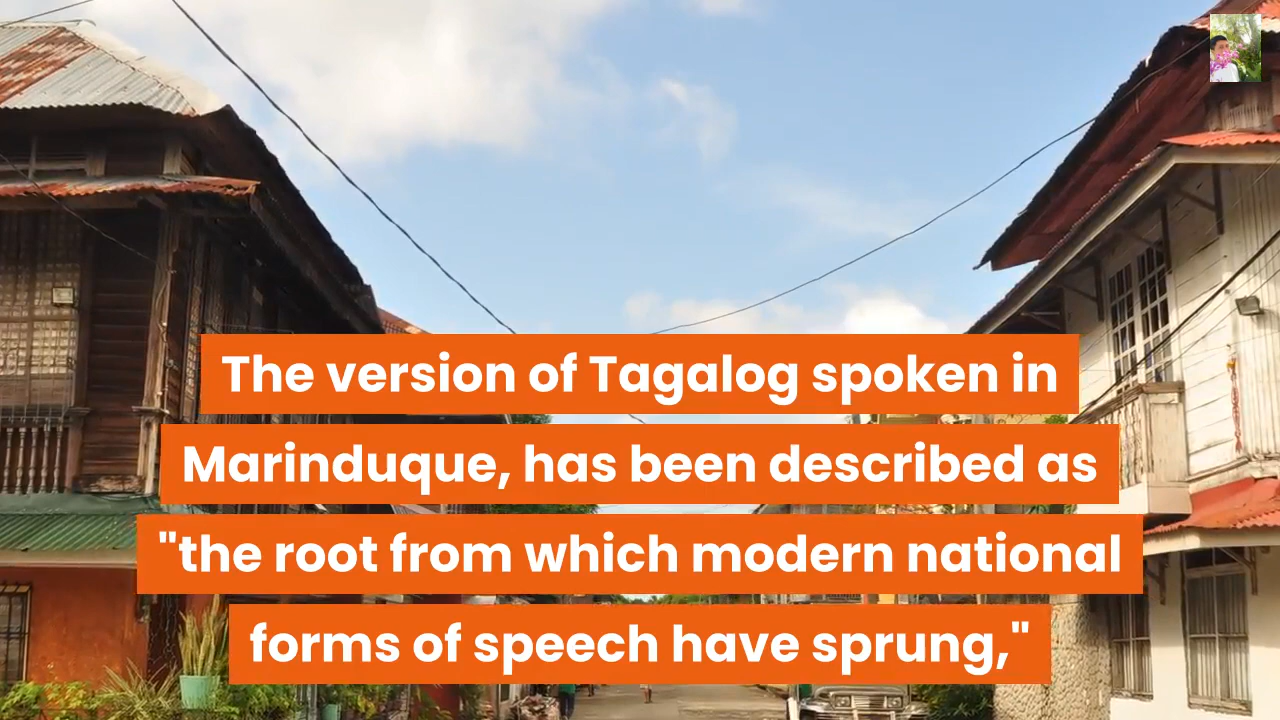 The version of Tagalog spoken in
Marinduque, has been described as
"the root from which modern national
forms of speech have sprung,"